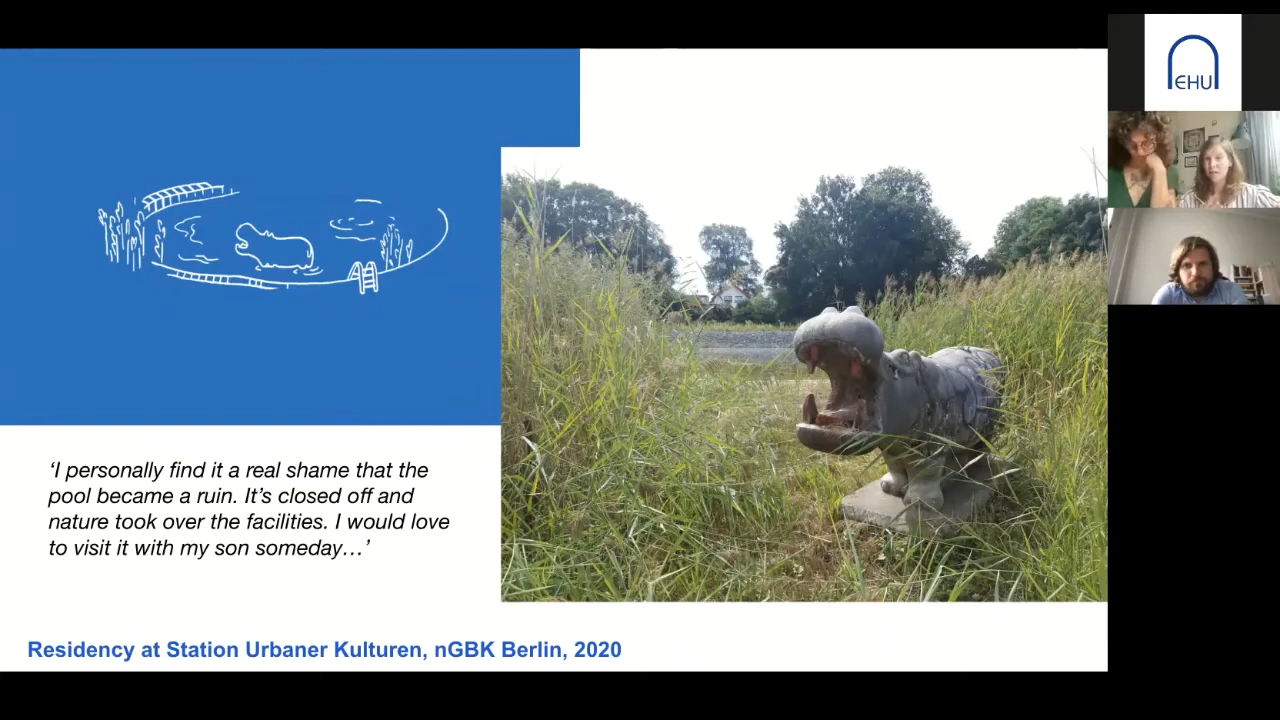 EHU
‘I personally find it a real shame that the
pool became a ruin. It’s closed off and
nature took over the facilities. I would love
to visit it with my son someday…’
Residency at Station Urbaner Kulturen, nGBK Berlin, 2020